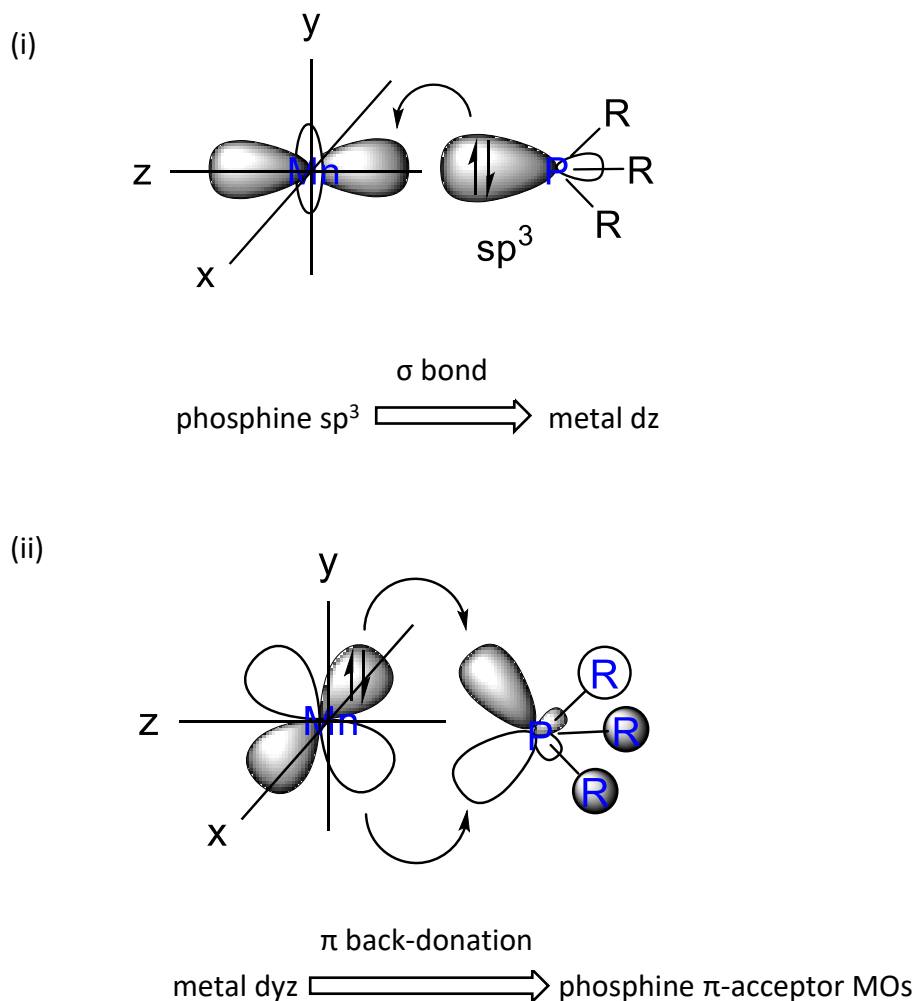 (i)
y
z
Mn
x
P
R
R
R
sp³
σ bond
phosphine sp³ metal dz
(ii)
y
z
Mn
x
P
R
R
R
π back-donation
metal dyz phosphine π-acceptor MOs